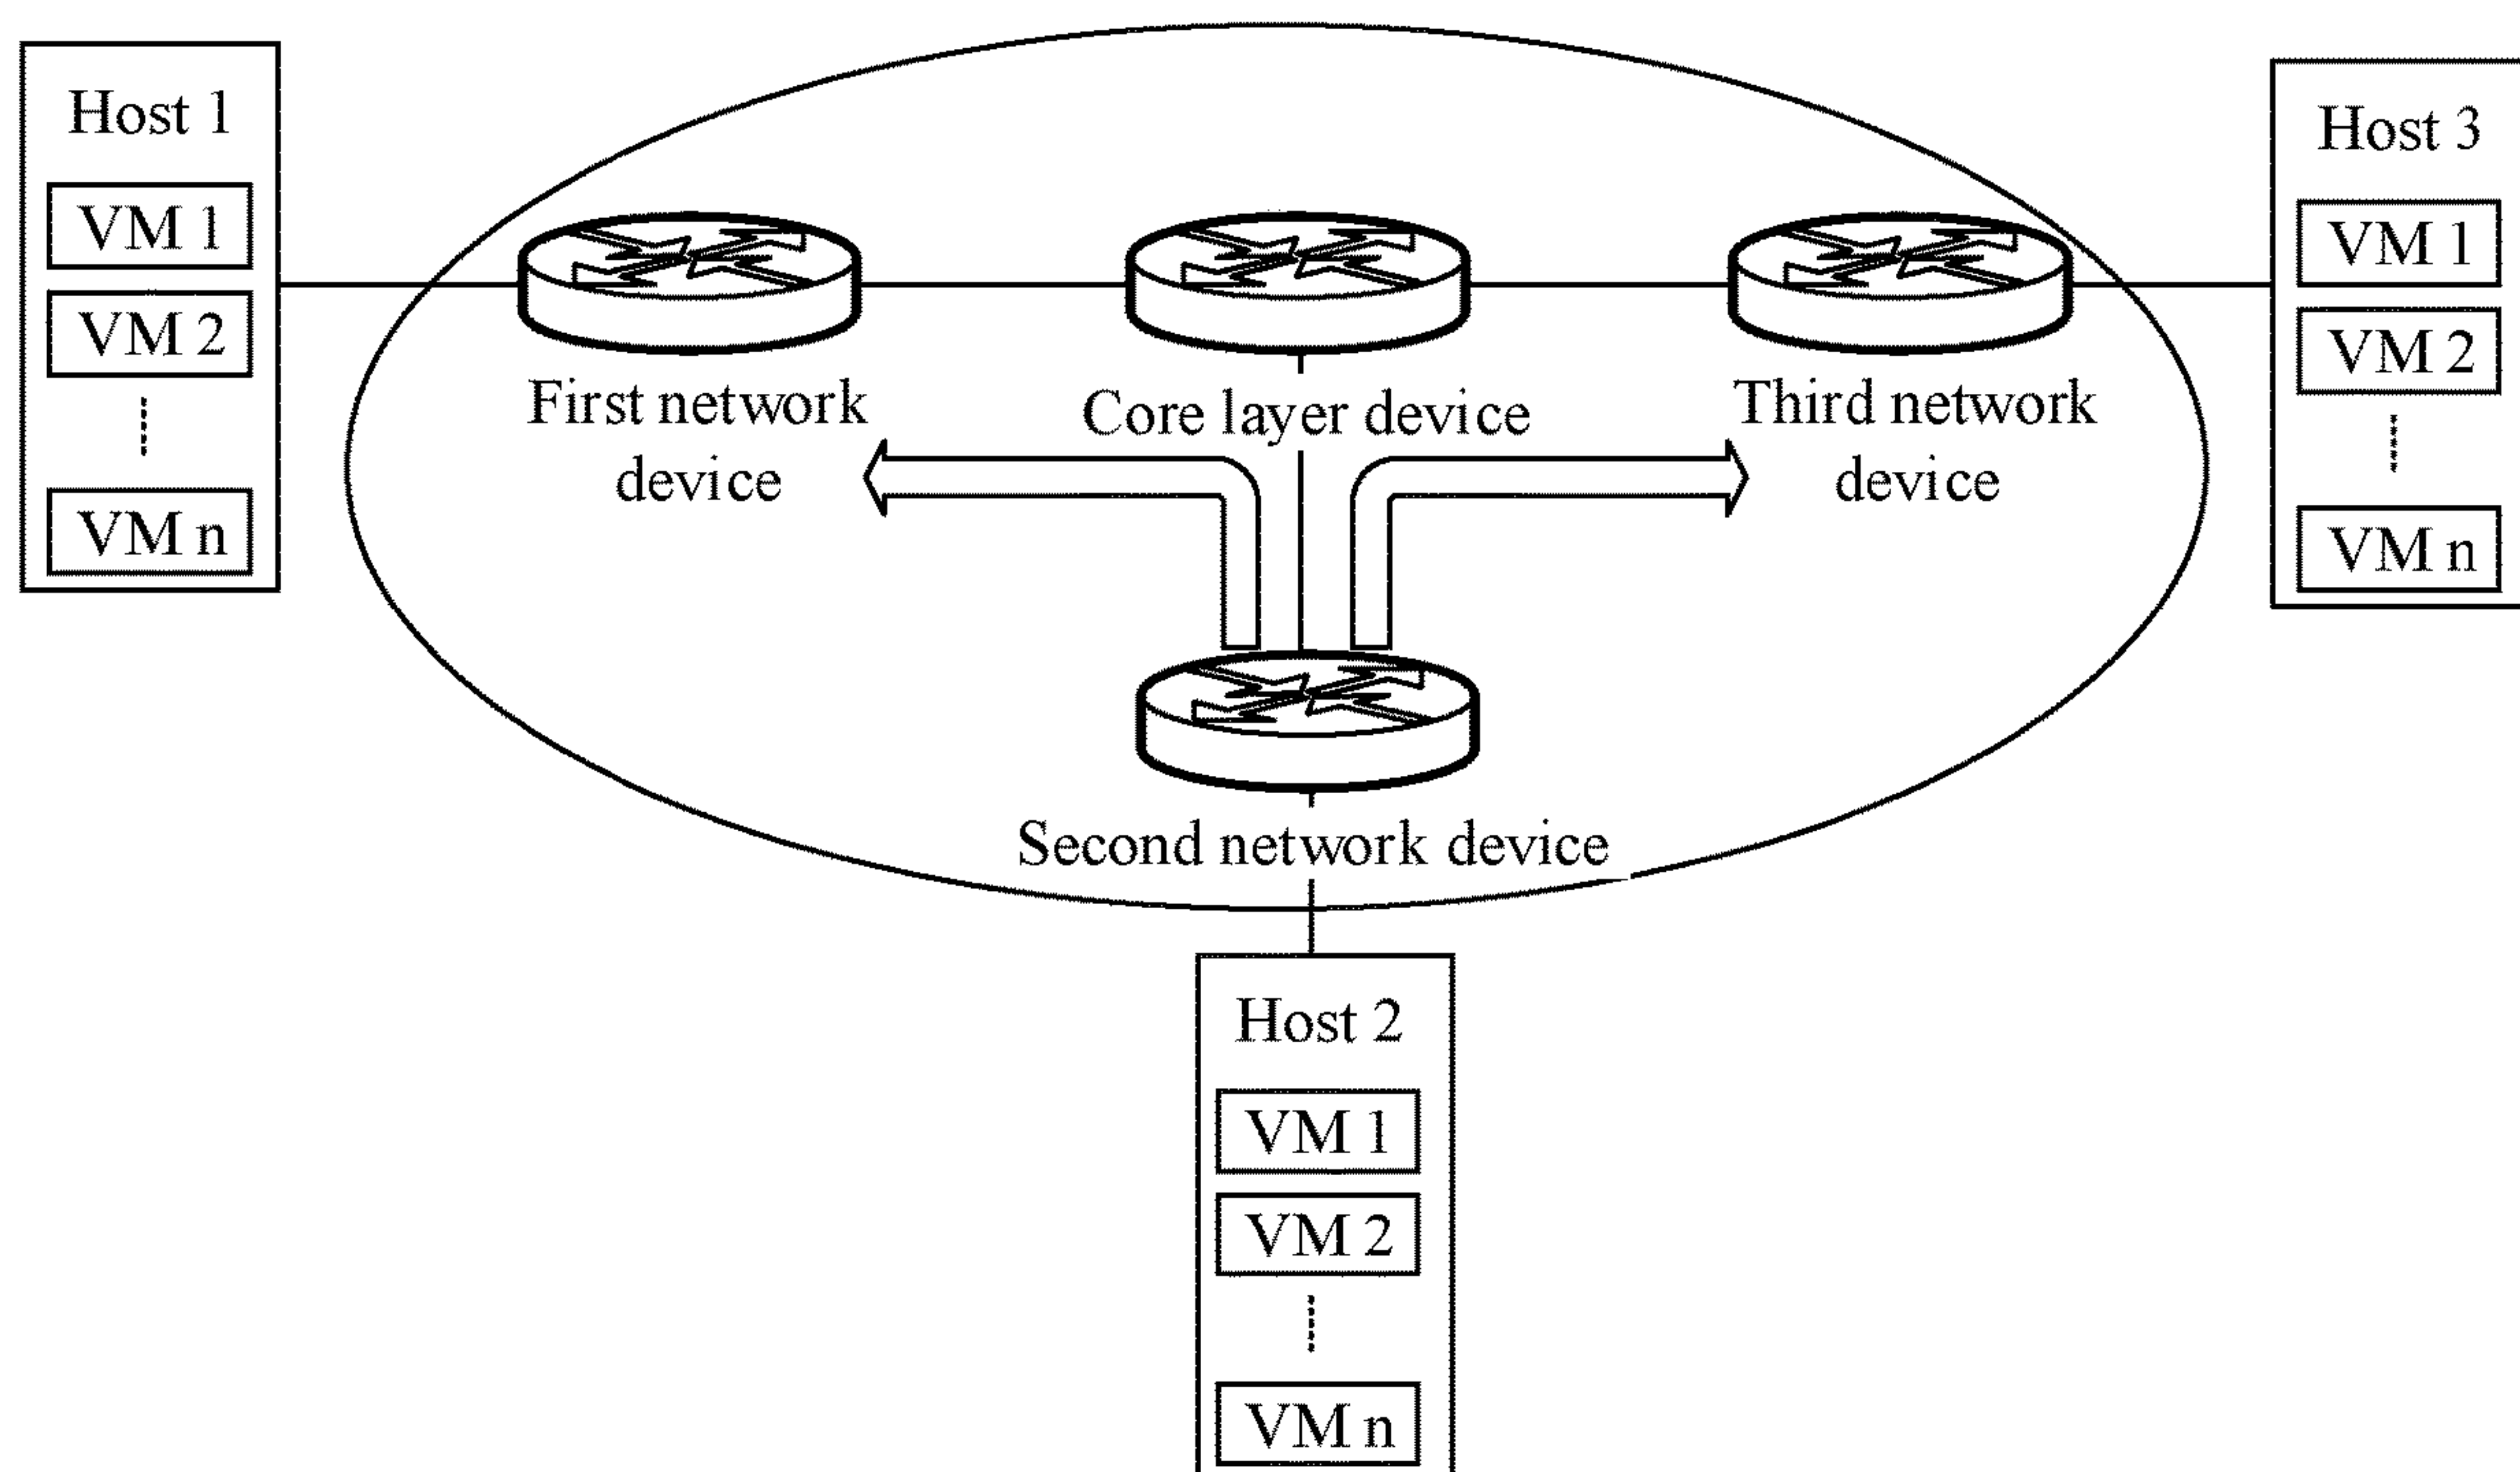 Host 1
VM 1
VM 2
VM n
First network
device
Core layer device
Third network
device
Second network device
Host 3
VM 1
VM 2
VM n
Host 2
VM 1
VM 2
VM n